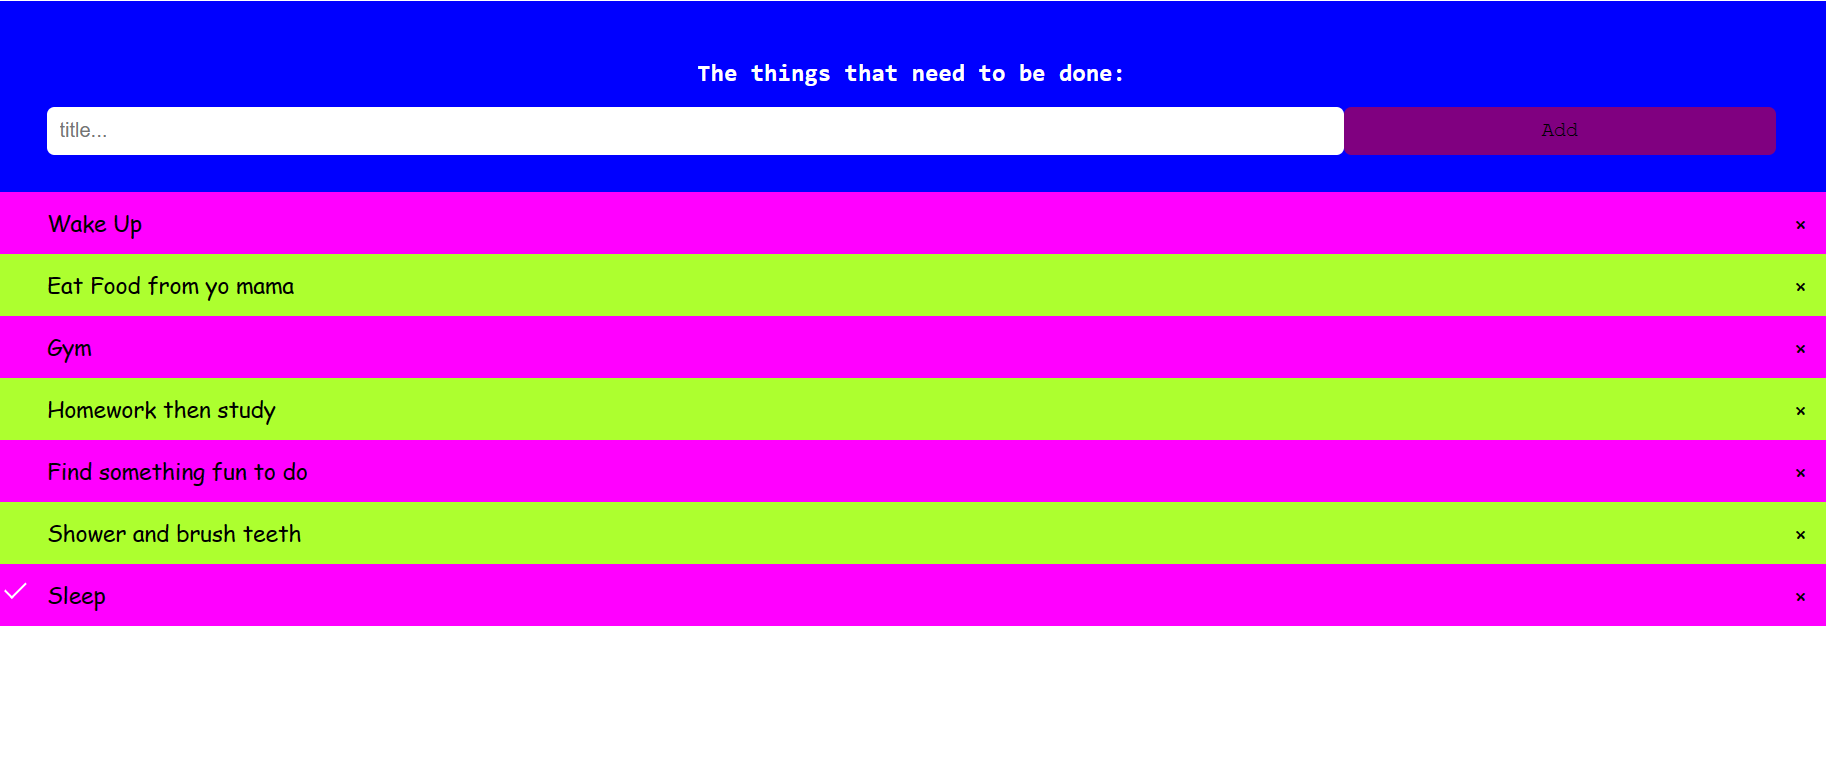 The things that need to be done:
title... Add
Wake Up ×
Eat Food from yo mama ×
Gym ×
Homework then study ×
Find something fun to do ×
Shower and brush teeth ×
Sleep ×